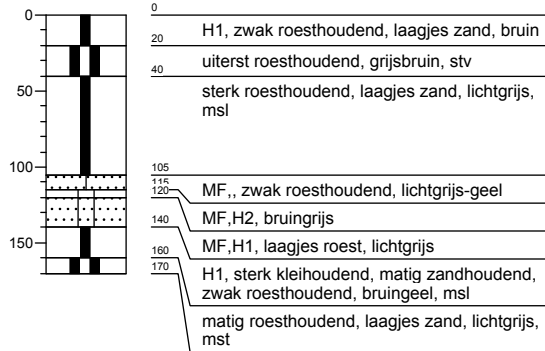 0
50
100
150
0
H1, zwak roesthoudend, laagjes zand, bruin
20
uiterst roesthoudend, grijsbruin, stv
40
sterk roesthoudend, laagjes zand, lichtgrijs,
msl
105
115
MF,, zwak roesthoudend, lichtgrijs-geel
120
MF,H2, bruingrijs
140
MF,H1, laagjes roest, lichtgrijs
160
H1, sterk kleihoudend, matig zandhoudend,
zwak roesthoudend, bruingeel, msl
170
matig roesthoudend, laagjes zand, lichtgrijs,
mst